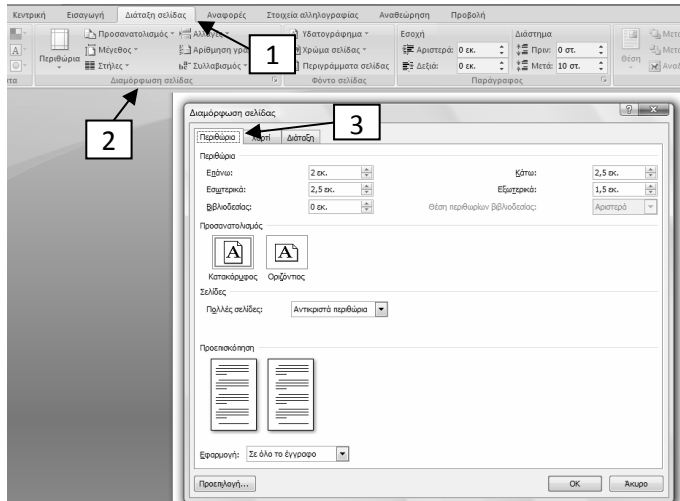 Κεντρική Εισαγωγή Διάταξη σελίδας Αναφορές Στοιχεία αλληλογραφίας Αναθεώρηση Προβολή
Προσανατολισμός Αλλαγές Υδατογράφημα Εσοχή Διάστημα
Μέγεθος Αρίθμηση Χρώμα σελίδας Αριστερά: 0 εκ. Πριν: 0 στ.
Περιθώρια Στήλες Συλλαβισμός Περιγράμματα σελίδας Δεξιά: 0 εκ. Μετά: 10 στ. Θέση
Διαμόρφωση σελίδας Φόντο σελίδας Παράγραφος
1
2
3
Διαμόρφωση σελίδας
Περιθώρια Χαρτί Διάταξη
Περιθώρια
Επάνω: 2 εκ. Κάτω: 2,5 εκ.
Εσωτερικά: 2,5 εκ. Εξωτερικά: 1,5 εκ.
Βιβλιοδεσίας: 0 εκ. Θέση περιθωρίων βιβλιοδεσίας: Αριστερά
Προσανατολισμός
A A
Κατακόρυφος Οριζόντιος
Σελίδες
Πολλές σελίδες: Αντικριστά περιθώρια
Προεπισκόπηση
Εφαρμογή: Σε όλο το έγγραφο
Προεπιλογή... OK Άκυρο